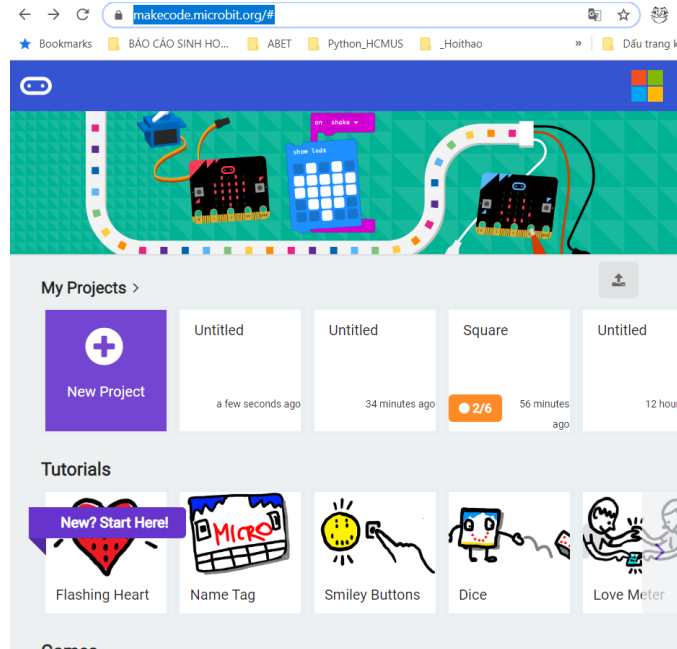 makecode.microbit.org/#
Bookmarks BÁO CÁO SINH HO... ABET Python_HCMUS _Hoithao » Dấu trang k
on shake
show leds
My Projects >
New Project
Untitled
a few seconds ago
Untitled
34 minutes ago
Square
2/6
56 minutes
ago
Untitled
12 hour
Tutorials
New? Start Here!
MICRO
Flashing Heart Name Tag Smiley Buttons Dice Love Meter
Games